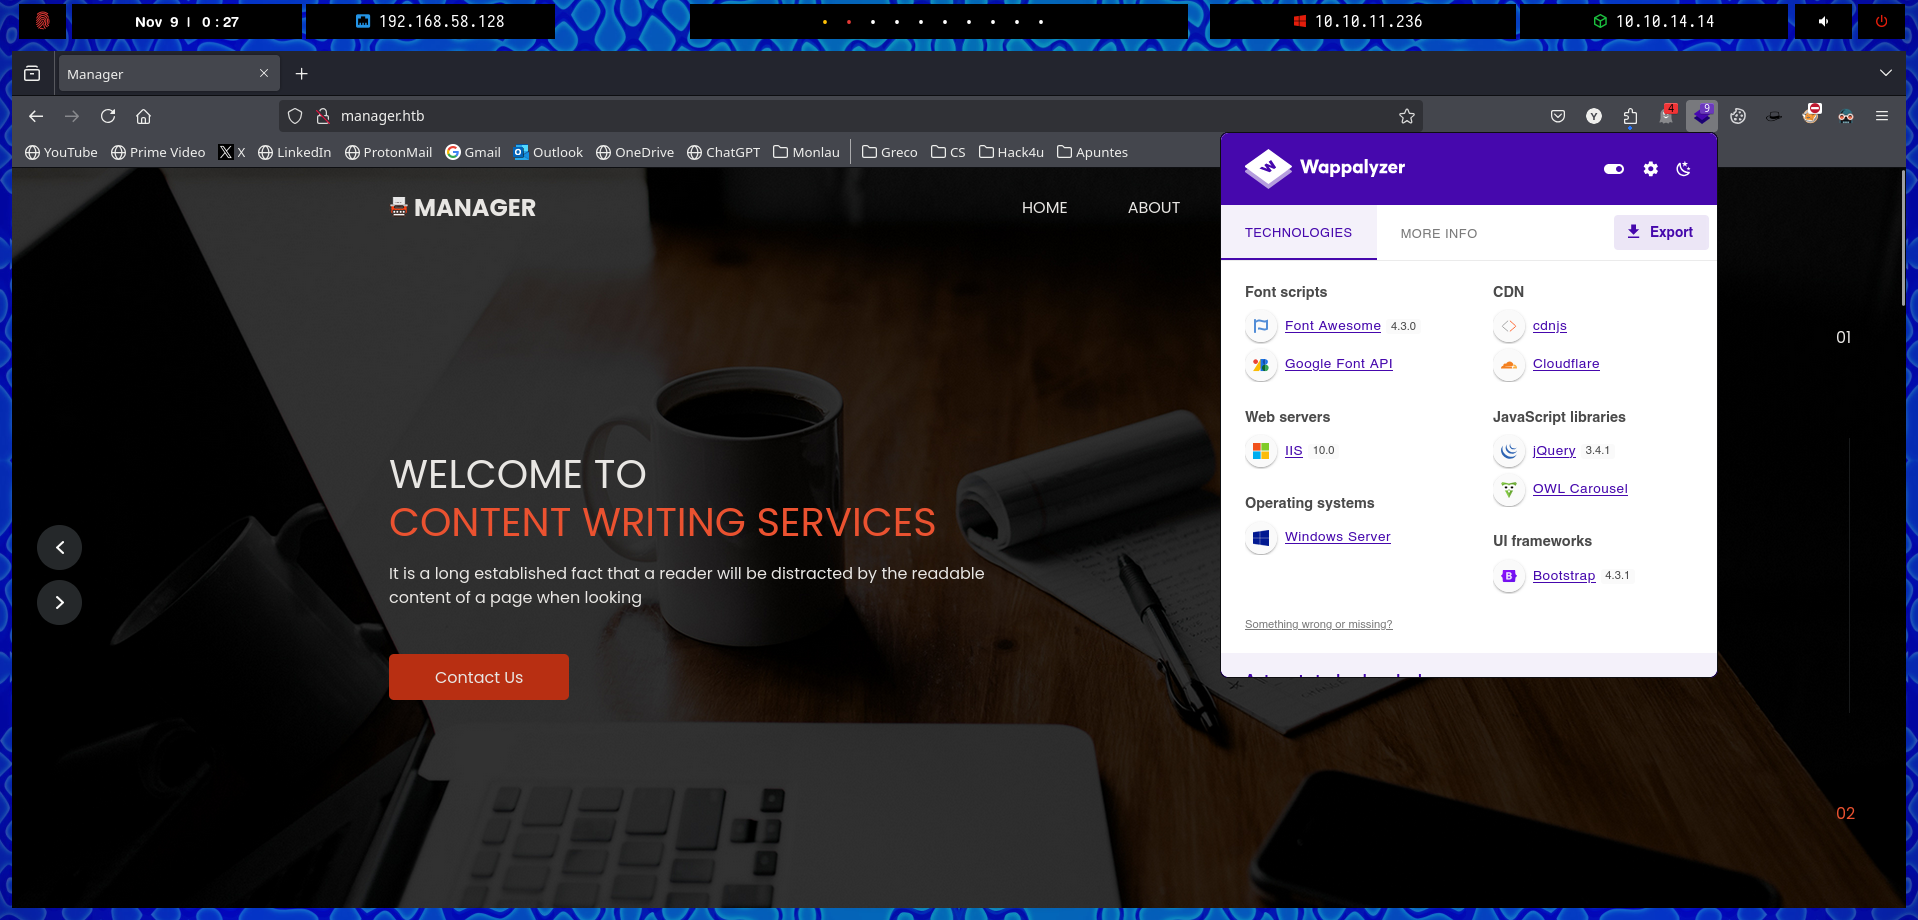 Nov 9 | 0:27
192.168.58.128
10.10.11.236
10.10.14.14
Manager
manager.htb
4
9
YouTube
Prime Video
X
LinkedIn
ProtonMail
Gmail
Outlook
OneDrive
ChatGPT
Monlau
Greco
CS
Hack4u
Apuntes
MANAGER
HOME
ABOUT
Wappalyzer
TECHNOLOGIES
MORE INFO
Export
Font scripts
Font Awesome 4.3.0
Google Font API
Web servers
IIS 10.0
Operating systems
Windows Server
CDN
cdnjs
Cloudflare
JavaScript libraries
jQuery 3.4.1
OWL Carousel
UI frameworks
Bootstrap 4.3.1
Something wrong or missing?
01
WELCOME TO
CONTENT WRITING SERVICES
It is a long established fact that a reader will be distracted by the readable
content of a page when looking
Contact Us
02